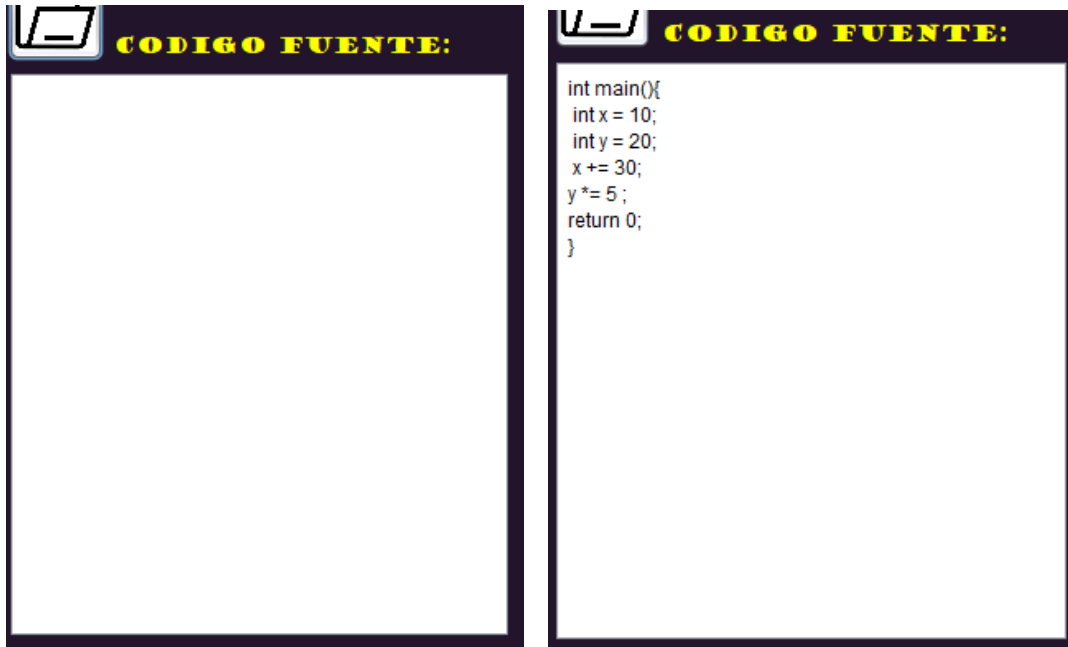 CODIGO FUENTE:
CODIGO FUENTE:
int main(){
int x = 10;
int y = 20;
x += 30;
y *= 5 ;
return 0;
}